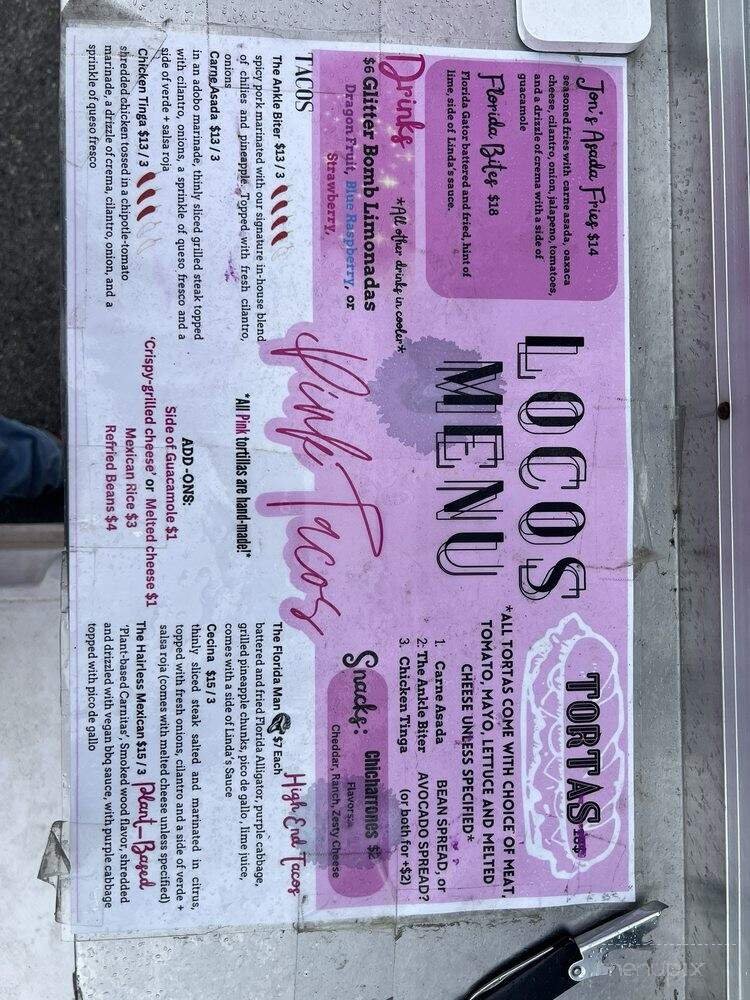 LOCOS
MENU
Jon's Asada Fries $14
seasoned fries with carne asada, oaxaca
cheese, cilantro, onion, jalapeno, tomatoes,
and a drizzle of crema with a side of
guacamole
Florida Bites $18
Florida Gator battered and fried, hint of
lime, side of Linda's sauce.
Drinks
*All other drinks in cooler*
$6 Glitter Bomb Limonadas
Dragon Fruit, Blue Raspberry, or
Strawberry,
TORTAS
*ALL TORTAS COME WITH CHOICE OF MEAT,
TOMATO, MAYO, LETTUCE AND MELTED
CHEESE UNLESS SPECIFIED*
1. Carne Asada
2. The Ankle Biter
3. Chicken Tinga
BEAN SPREAD, or
AVOCADO SPREAD?
(or both for +$2)
Snacks: Chicharrones $2
Flavors:
Cheddar, Ranch, Zesty Cheese
Pink Tacos
*All Pink tortillas are hand-made!*
TACOS
The Ankle Biter $13 / 3
spicy pork marinated with our signature in-house blend
of chilies and pineapple. Topped with fresh cilantro,
onions
Carne Asada $13 / 3
in an adobo marinade, thinly sliced grilled steak topped
with cilantro, onions, a sprinkle of queso fresco and a
side of verde + salsa roja
Chicken Tinga $13 / 3
shredded chicken tossed in a chipotle-tomato
marinade, a drizzle of crema, cilantro, onion, and a
sprinkle of queso fresco
ADD-ONS:
Side of Guacamole $1
'Crispy-grilled cheese' or Melted cheese $1
Mexican Rice $3
Refried Beans $4
High End Tacos
The Florida Man $7 Each
battered and fried Florida Alligator, purple cabbage,
grilled pineapple chunks, pico de gallo, lime juice,
comes with a side of Linda's Sauce
Cecina $15 / 3
thinly sliced steak salted and marinated in citrus,
topped with fresh onions, cilantro and a side of verde +
salsa roja (comes with melted cheese unless specified)
The Hairless Mexican $15 / 3 Plant-Based
'Plant-based Carnitas', Smoked wood flavor, shredded
and drizzled with vegan bbq sauce, with purple cabbage
topped with pico de gallo
menupix